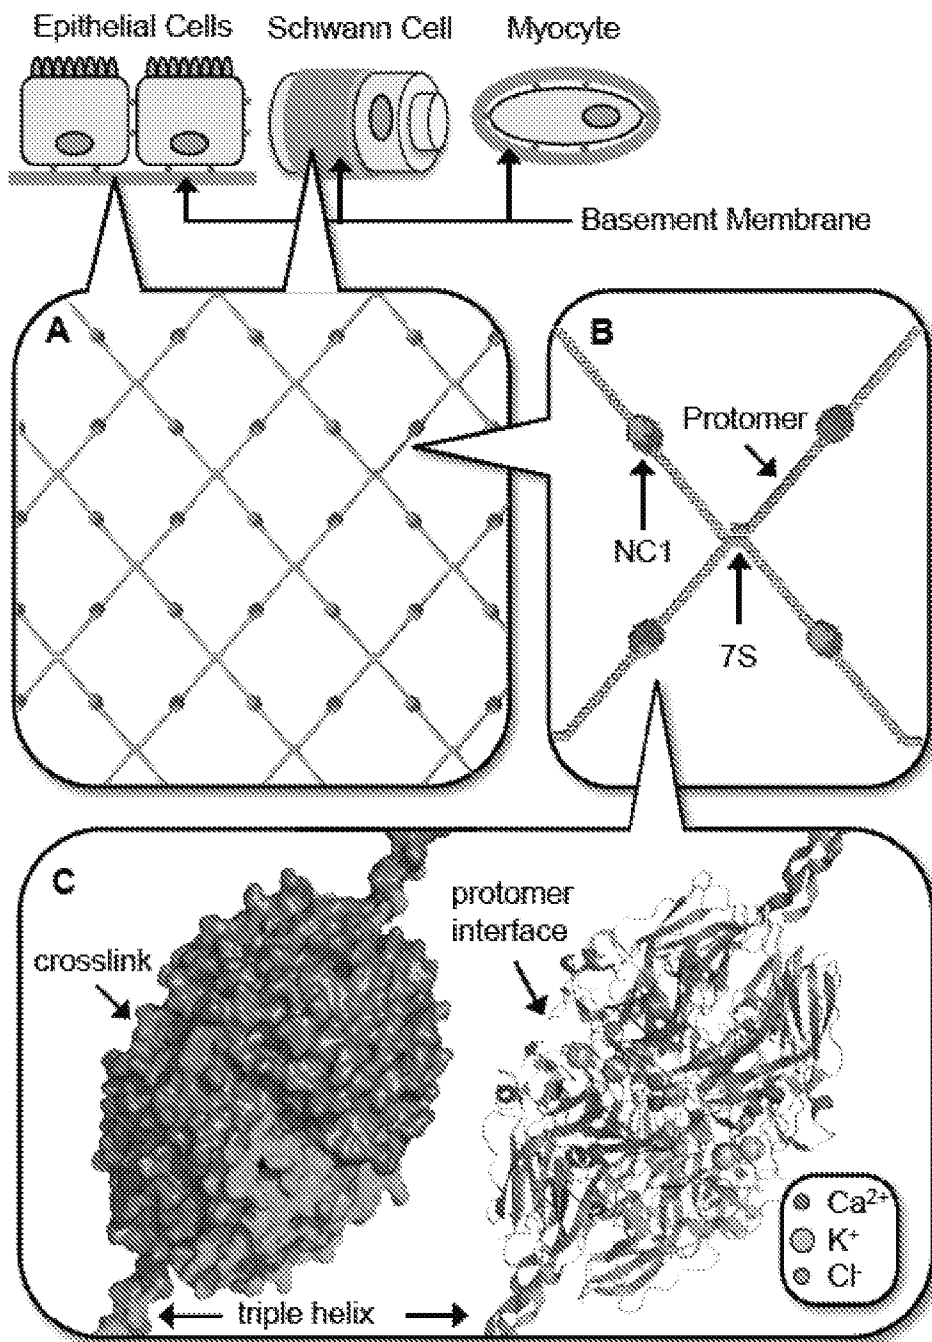 Epithelial Cells
Schwann Cell
Myocyte
Basement Membrane
A
B
Protomer
NC1
7S
C
protomer
interface
crosslink
Ca²⁺
K⁺
Cl⁻
triple helix